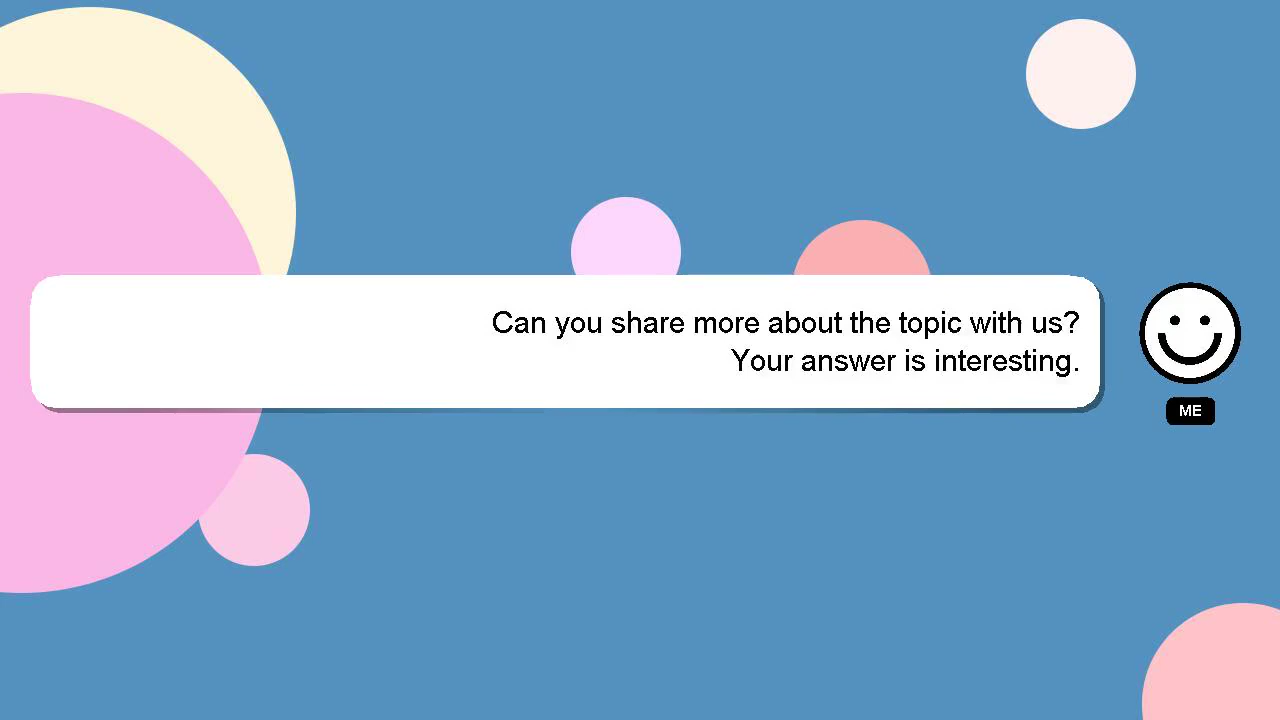 Can you share more about the topic with us?
Your answer is interesting.
ME